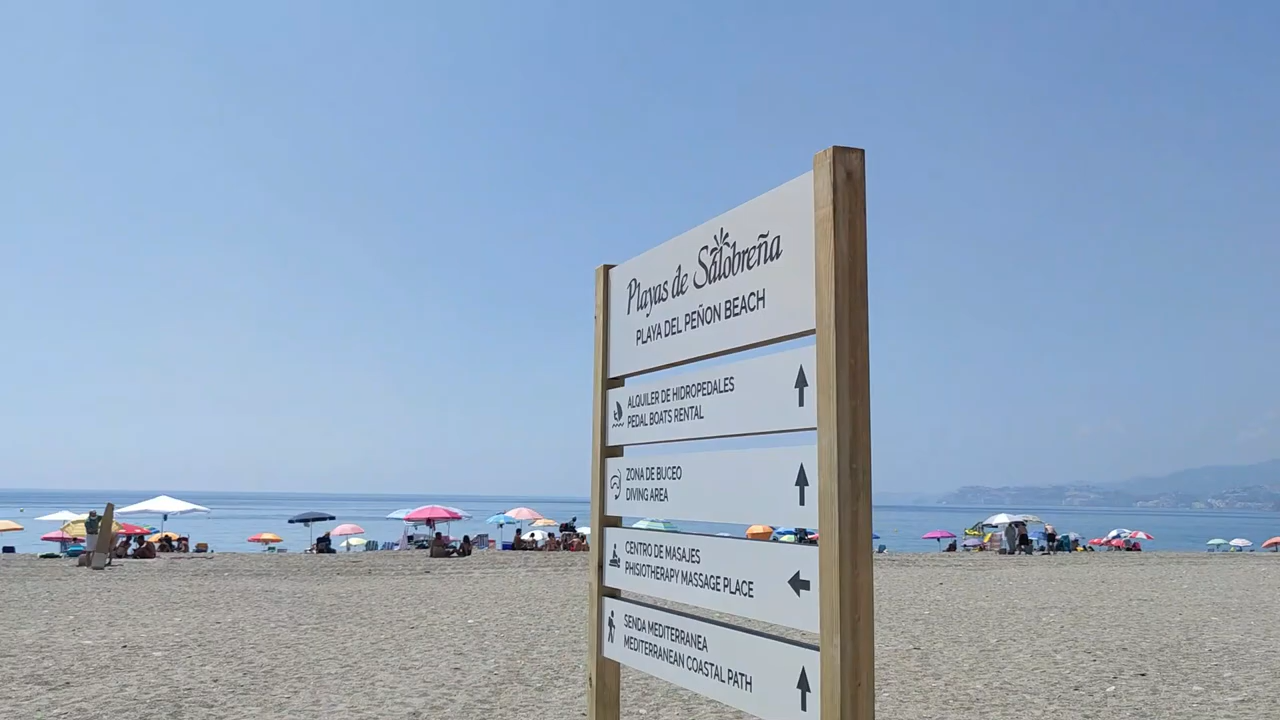 Playas de Salobreña
PLAYA DEL PEÑON BEACH
ALQUILER DE HIDROPEDALES
PEDAL BOATS RENTAL
ZONA DE BUCEO
DIVING AREA
CENTRO DE MASAJES
PHISIOTHERAPY MASSAGE PLACE
SENDA MEDITERRANEA
MEDITERRANEAN COASTAL PATH